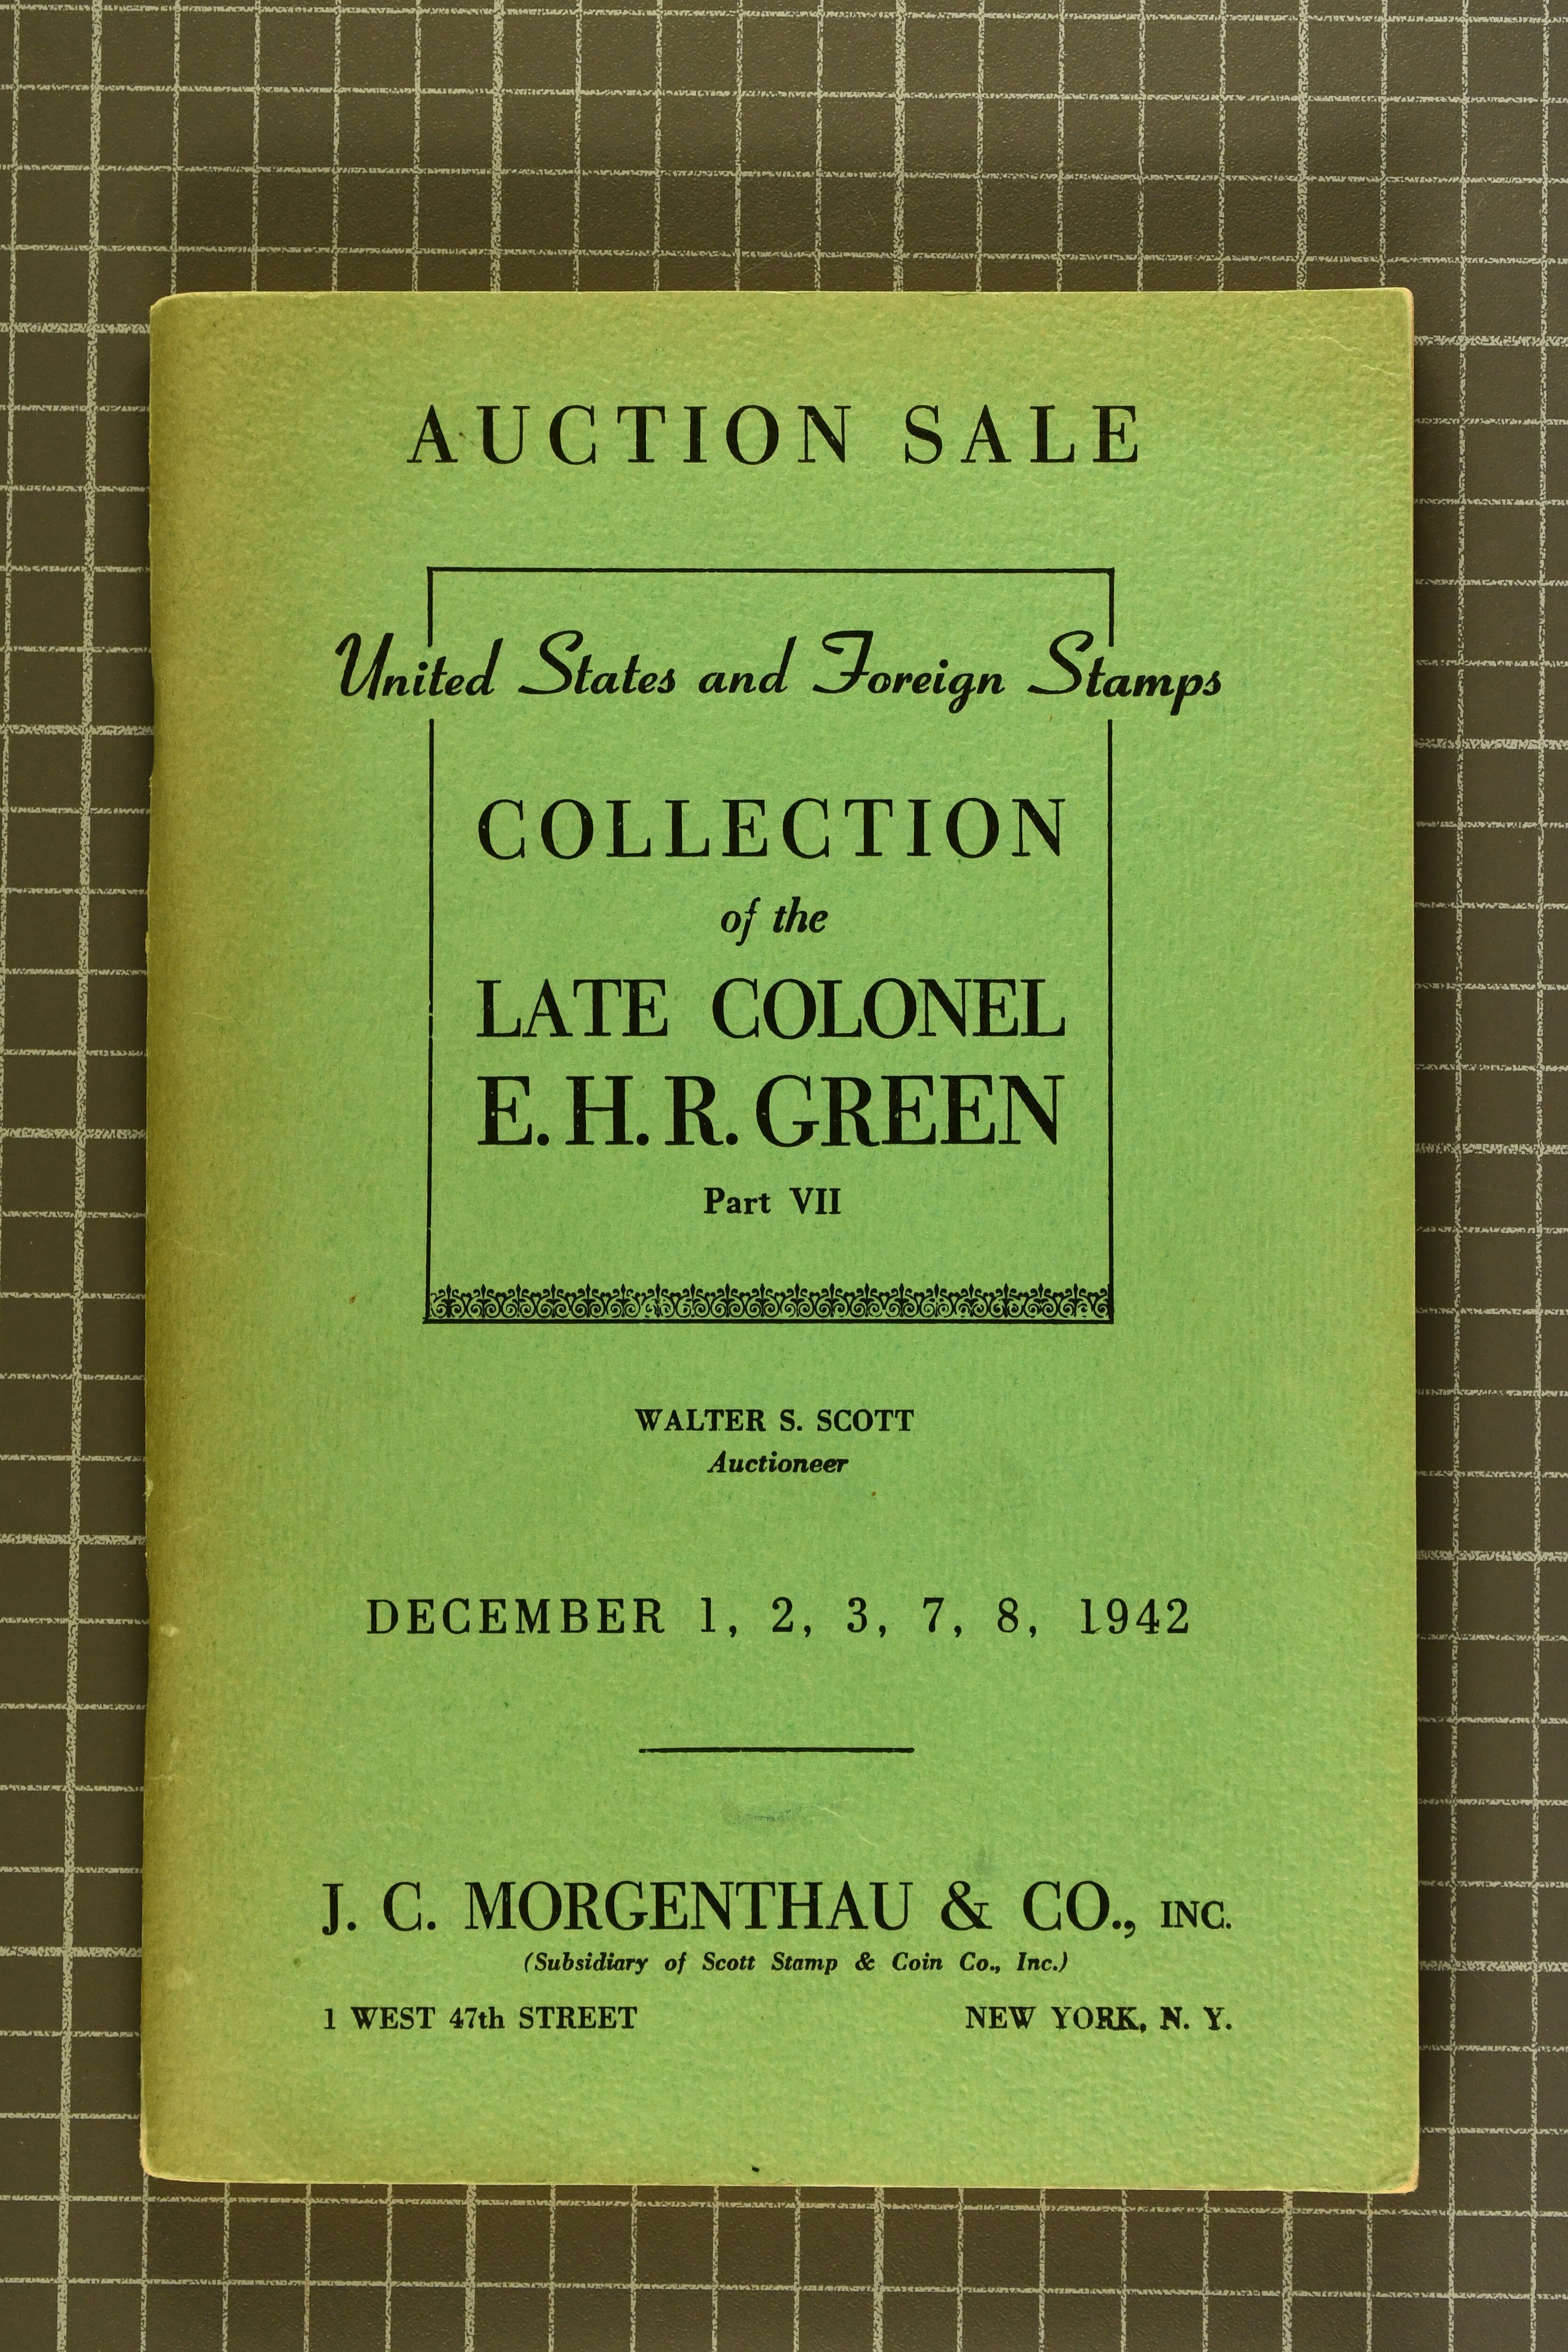 AUCTION SALE
United States and Foreign Stamps
COLLECTION
of the
LATE COLONEL
E. H. R. GREEN
Part VII
WALTER S. SCOTT
Auctioneer
DECEMBER 1, 2, 3, 7, 8, 1942
J. C. MORGENTHAU & CO., INC.
(Subsidiary of Scott Stamp & Coin Co., Inc.)
1 WEST 47th STREET NEW YORK, N. Y.